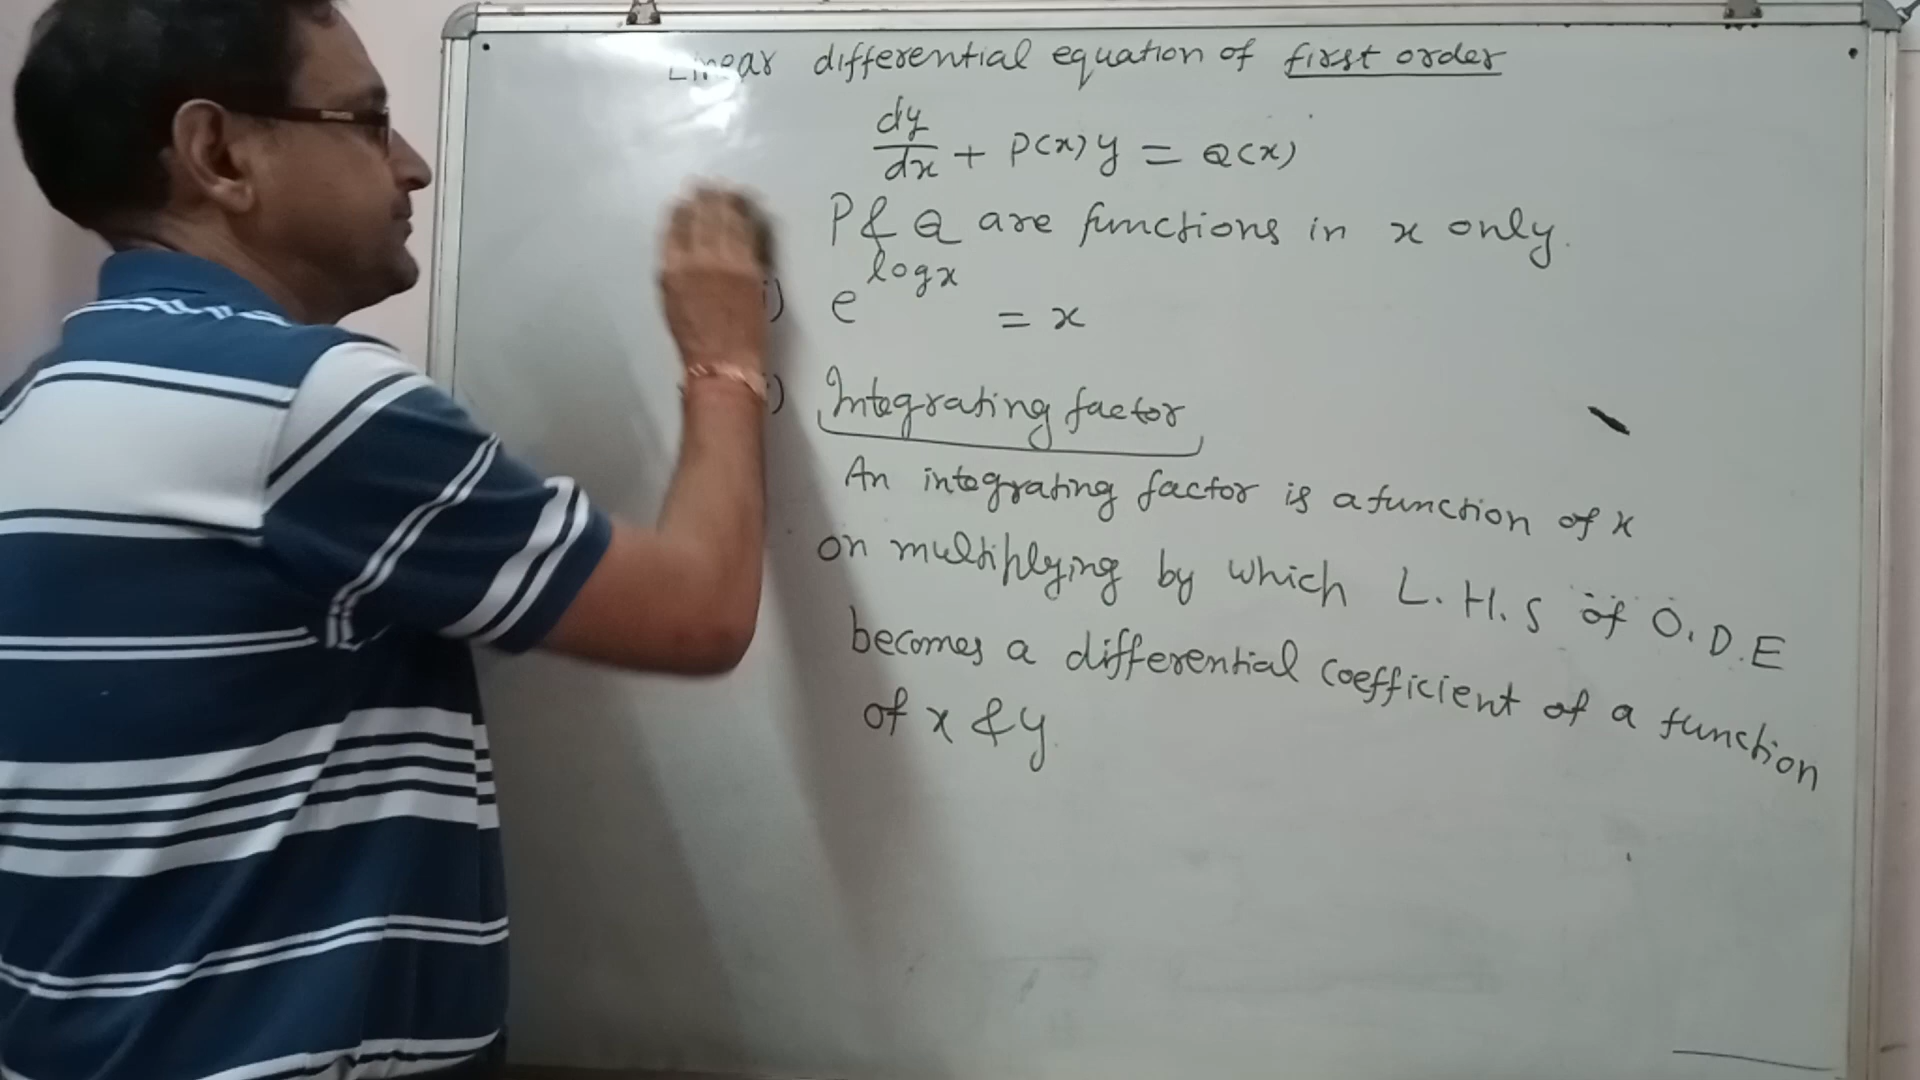 Linear differential equation of first order
dy/dx + P(x) y = Q(x)
P & Q are functions in x only.
i) e^logx = x
i) Integrating factor
An integrating factor is a function of x
on multiplying by which L.H.S of O.D.E
becomes a differential coefficient of a function
of x & y.